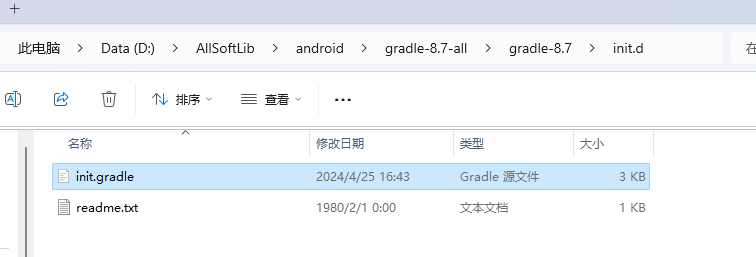 此电脑 > Data (D:) > AllSoftLib > android > gradle-8.7-all > gradle-8.7 > init.d
排序 查看 ...
名称 修改日期 类型 大小
init.gradle 2024/4/25 16:43 Gradle 源文件 3 KB
readme.txt 1980/2/1 0:00 文本文档 1 KB